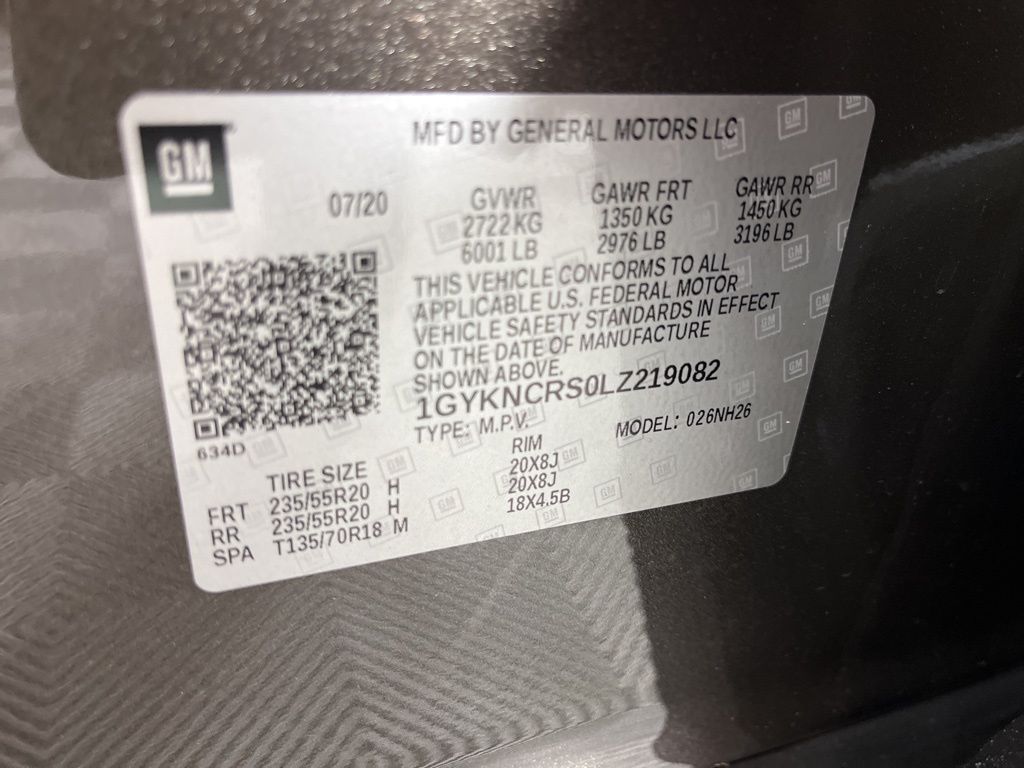 GM
MFD BY GENERAL MOTORS LLC
07/20
GVWR GAWR FRT GAWR RR
2722 KG 1350 KG 1450 KG
6001 LB 2976 LB 3196 LB
THIS VEHICLE CONFORMS TO ALL
APPLICABLE U.S. FEDERAL MOTOR
VEHICLE SAFETY STANDARDS IN EFFECT
ON THE DATE OF MANUFACTURE
SHOWN ABOVE.
1GYKNCRS0LZ219082
TYPE: M.P.V. MODEL: 026NH26
634D
TIRE SIZE RIM
FRT 235/55R20 H 20X8J
RR 235/55R20 H 20X8J
SPA T135/70R18 M 18X4.5B